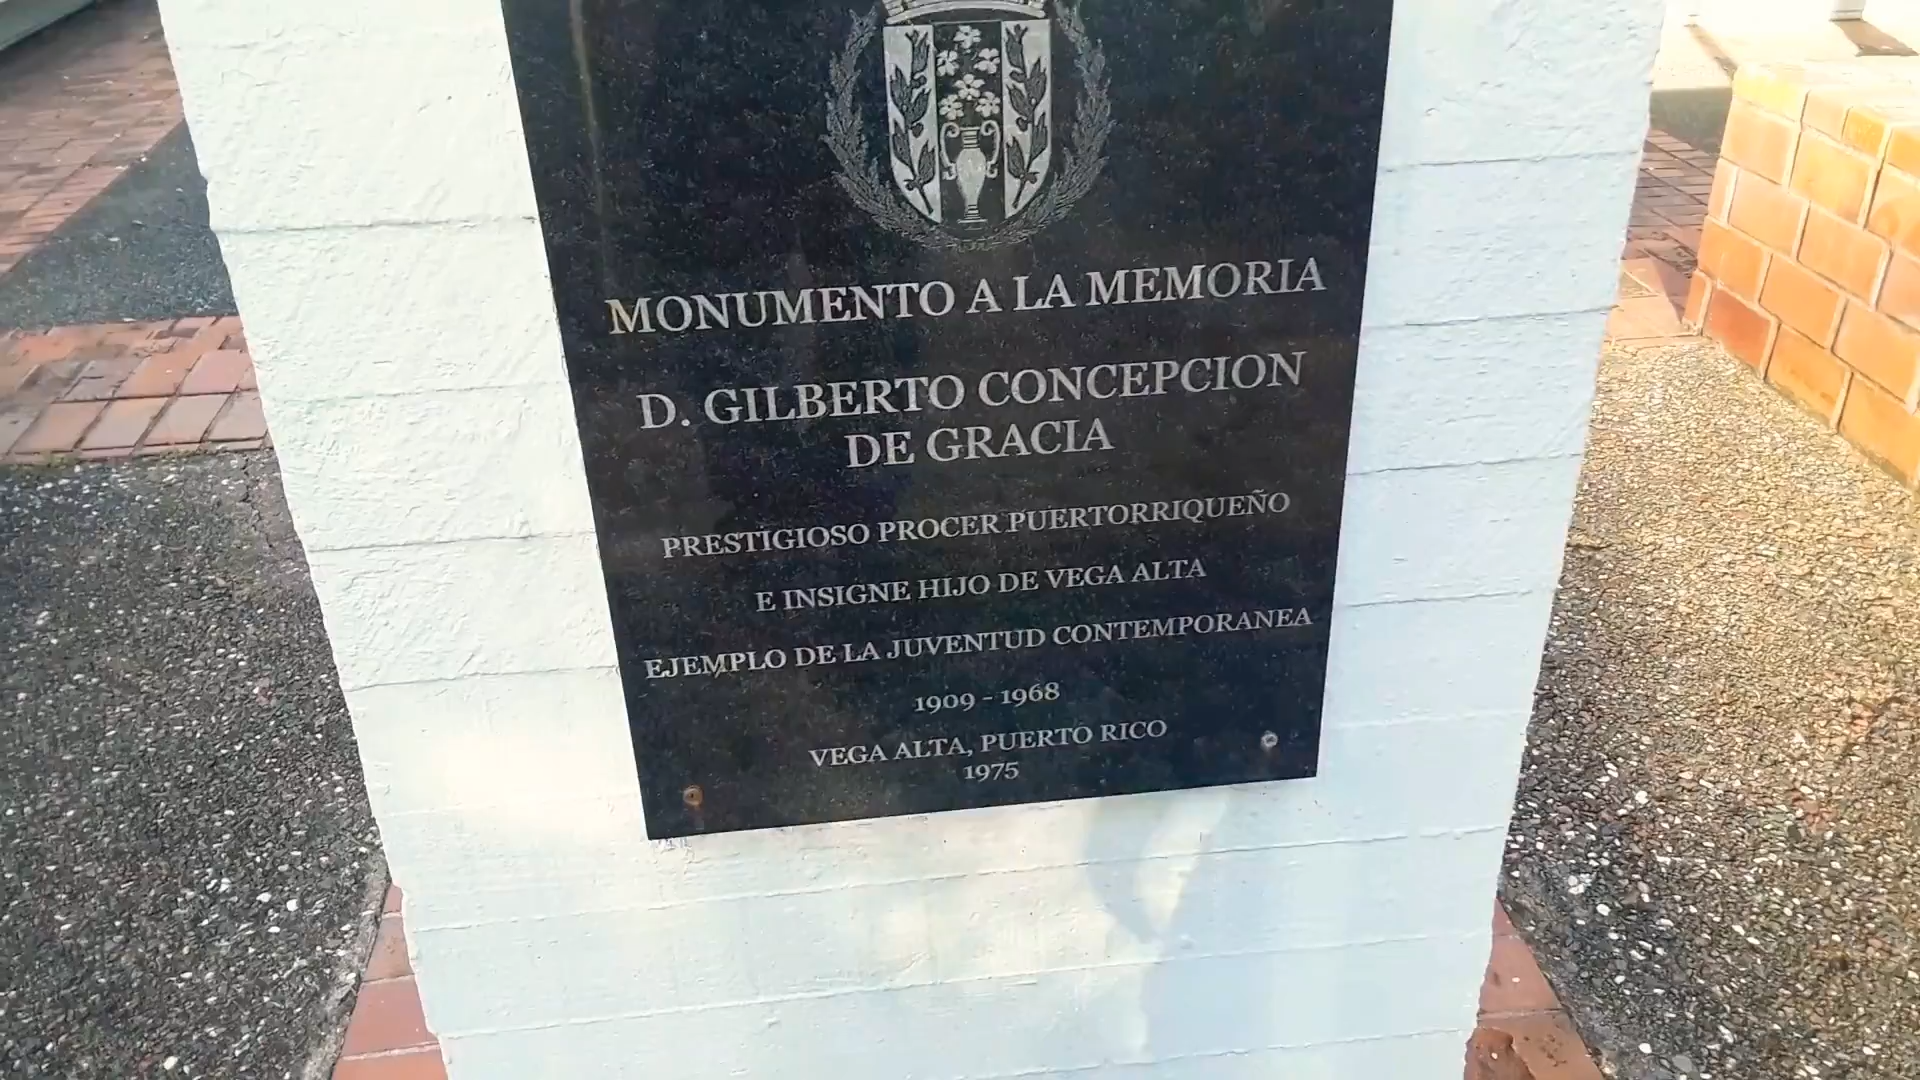 MONUMENTO A LA MEMORIA
D. GILBERTO CONCEPCION
DE GRACIA
PRESTIGIOSO PROCER PUERTORRIQUEÑO
E INSIGNE HIJO DE VEGA ALTA
EJEMPLO DE LA JUVENTUD CONTEMPORANEA
1909 - 1968
VEGA ALTA, PUERTO RICO
1975